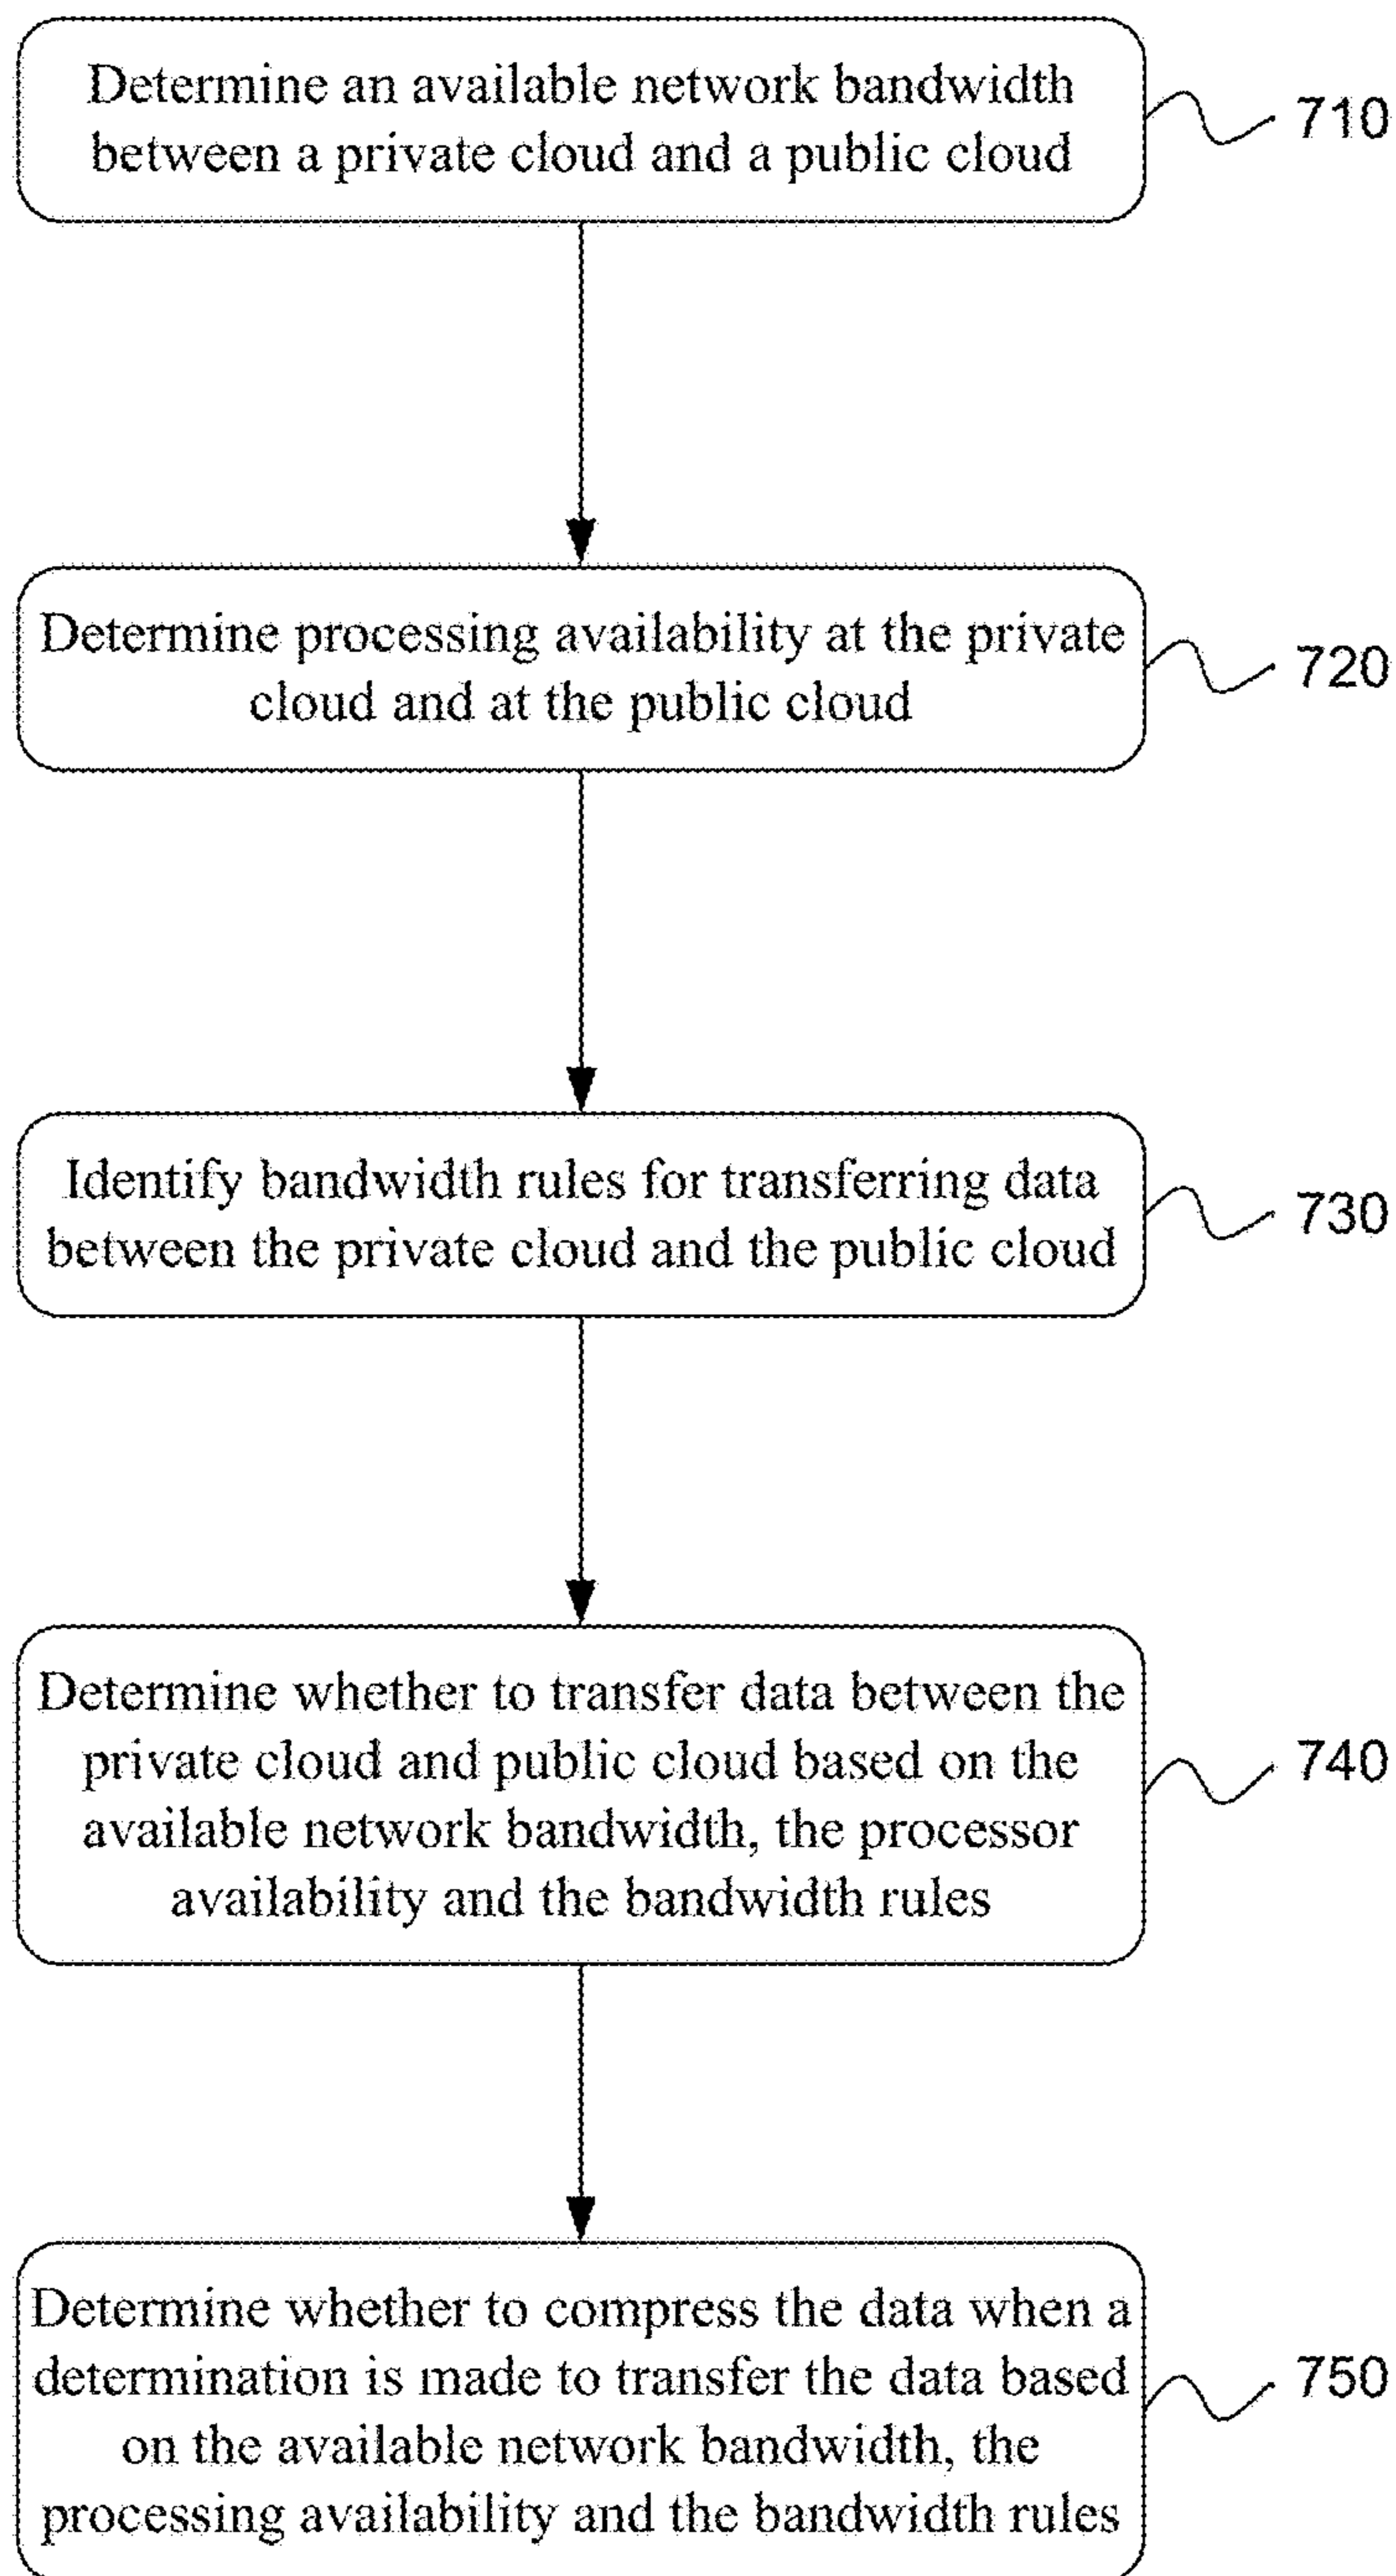 Determine an available network bandwidth
between a private cloud and a public cloud
710
Determine processing availability at the private
cloud and at the public cloud
720
Identify bandwidth rules for transferring data
between the private cloud and the public cloud
730
Determine whether to transfer data between the
private cloud and public cloud based on the
available network bandwidth, the processor
availability and the bandwidth rules
740
Determine whether to compress the data when a
determination is made to transfer the data based
on the available network bandwidth, the
processing availability and the bandwidth rules
750